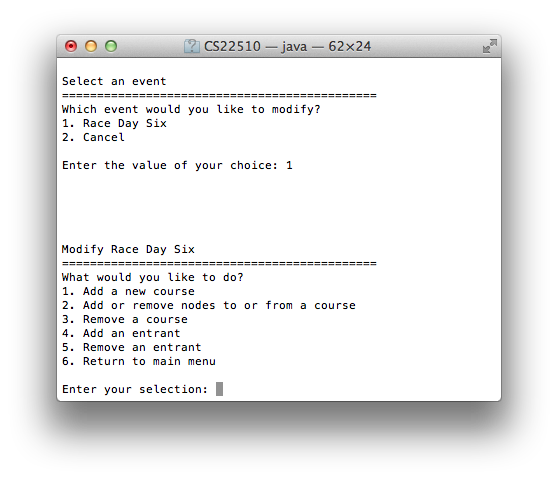 CS22510 — java — 62×24
Select an event
=============================================
Which event would you like to modify?
1. Race Day Six
2. Cancel
Enter the value of your choice: 1
Modify Race Day Six
=============================================
What would you like to do?
1. Add a new course
2. Add or remove nodes to or from a course
3. Remove a course
4. Add an entrant
5. Remove an entrant
6. Return to main menu
Enter your selection: